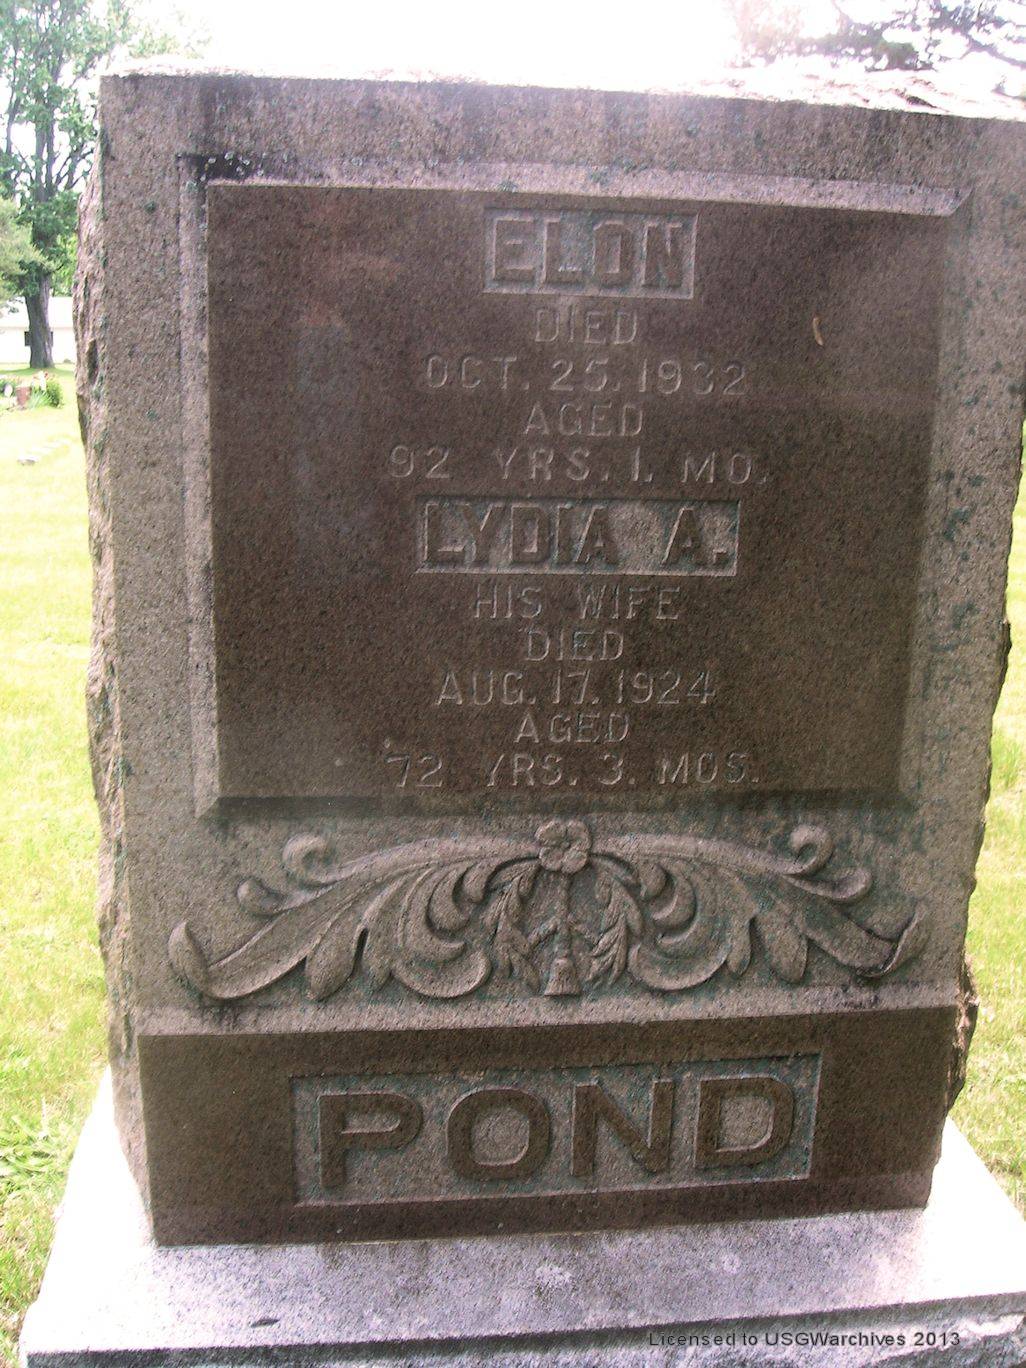 ELON
DIED
OCT. 25. 1932
AGED
92 YRS. 1. MO.
LYDIA A.
HIS WIFE
DIED
AUG. 17. 1924
AGED
72 YRS. 3. MOS.
POND
Licensed to USGWarchives 2013